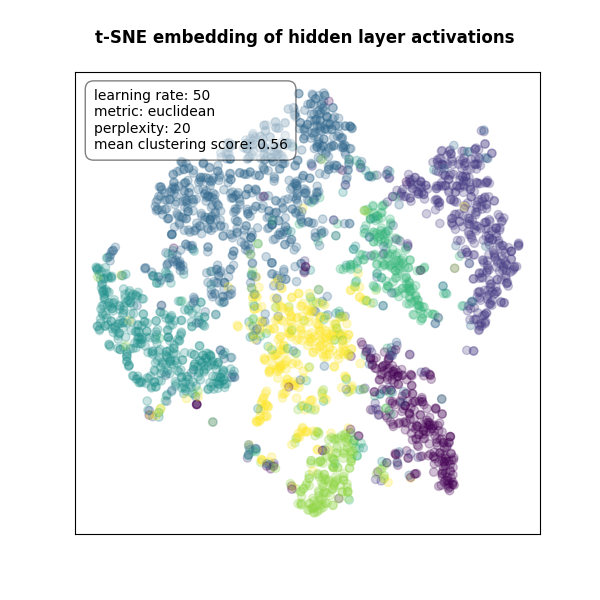 t-SNE embedding of hidden layer activations
learning rate: 50
metric: euclidean
perplexity: 20
mean clustering score: 0.56